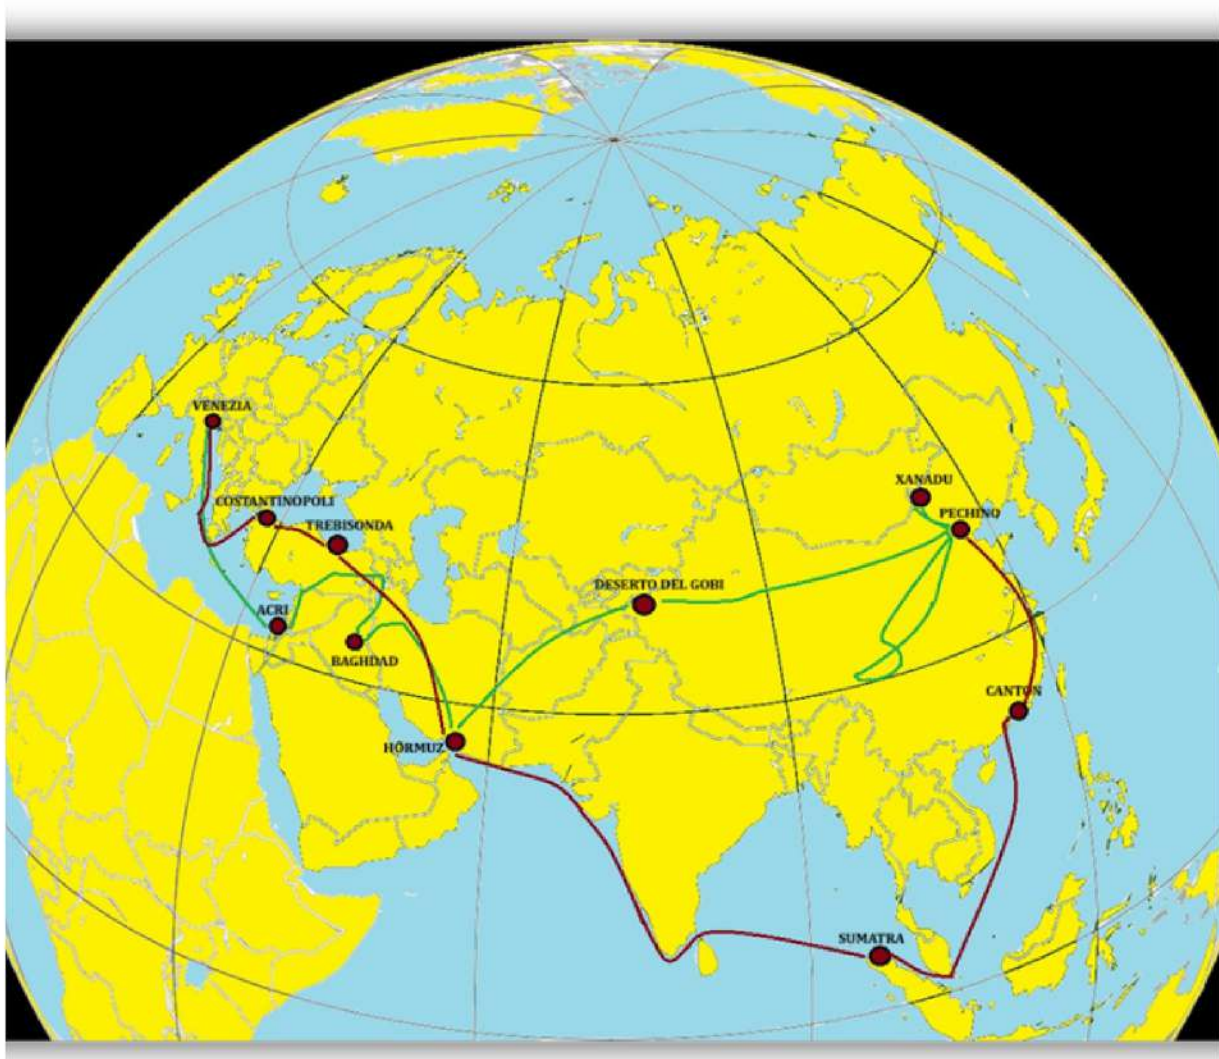 VENEZIA
XANADU
COSTANTINOPOLI
PECHINO
TREBISONDA
DESERTO DEL GOBI
ACRI
BAGHDAD
CANTON
HÖRMUZ
SUMATRA